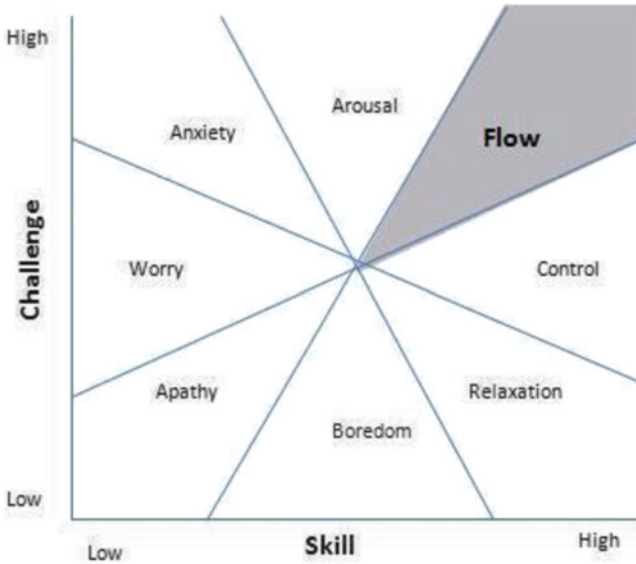 High
Arousal
Anxiety
Flow
Challenge
Worry
Control
Apathy
Relaxation
Boredom
Low
Low
Skill
High